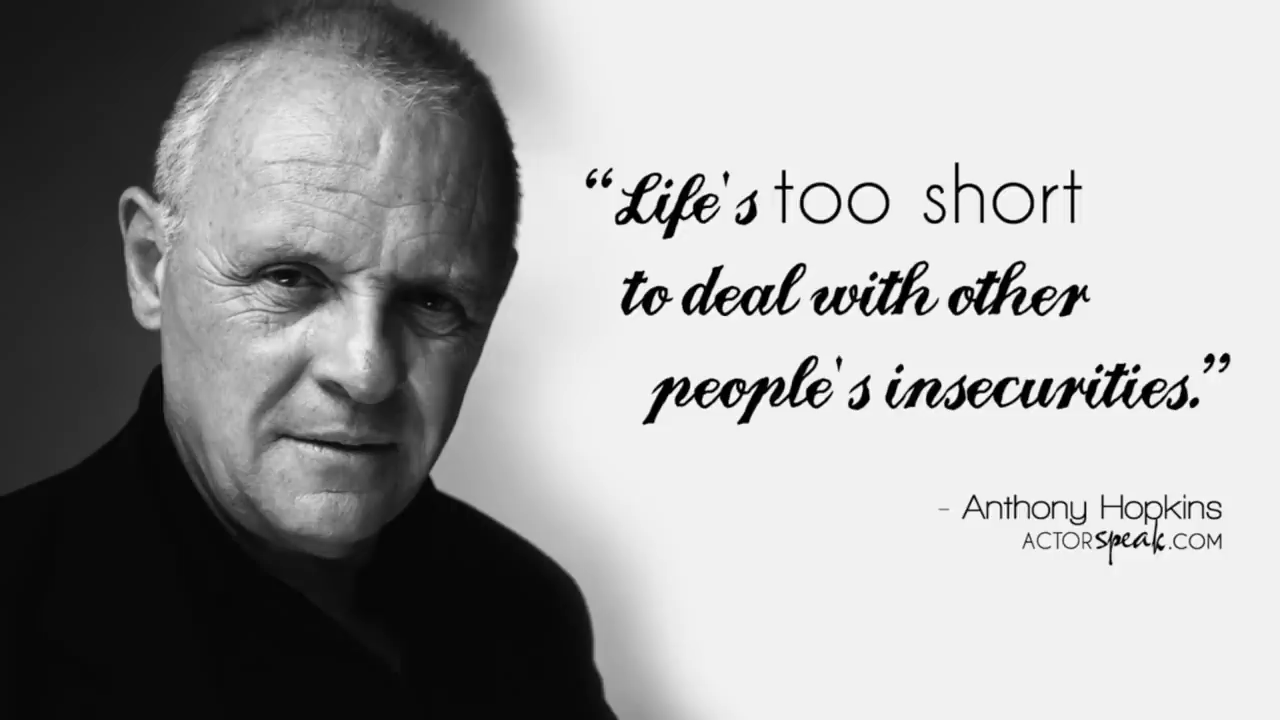 “Life's too short
to deal with other
people's insecurities.”
- Anthony Hopkins
ACTORspeak.COM